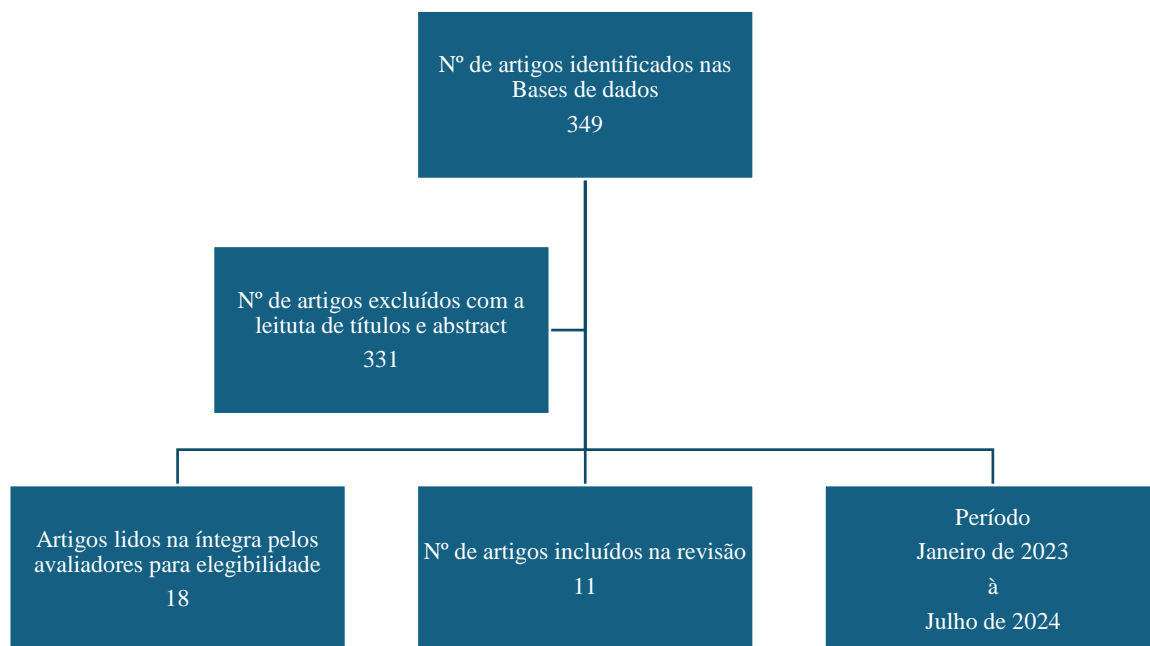 Nº de artigos identificados nas
Bases de dados
349
Nº de artigos excluídos com a
leituta de títulos e abstract
331
Artigos lidos na íntegra pelos
avaliadores para elegibilidade
18
Nº de artigos incluídos na revisão
11
Período
Janeiro de 2023
à
Julho de 2024